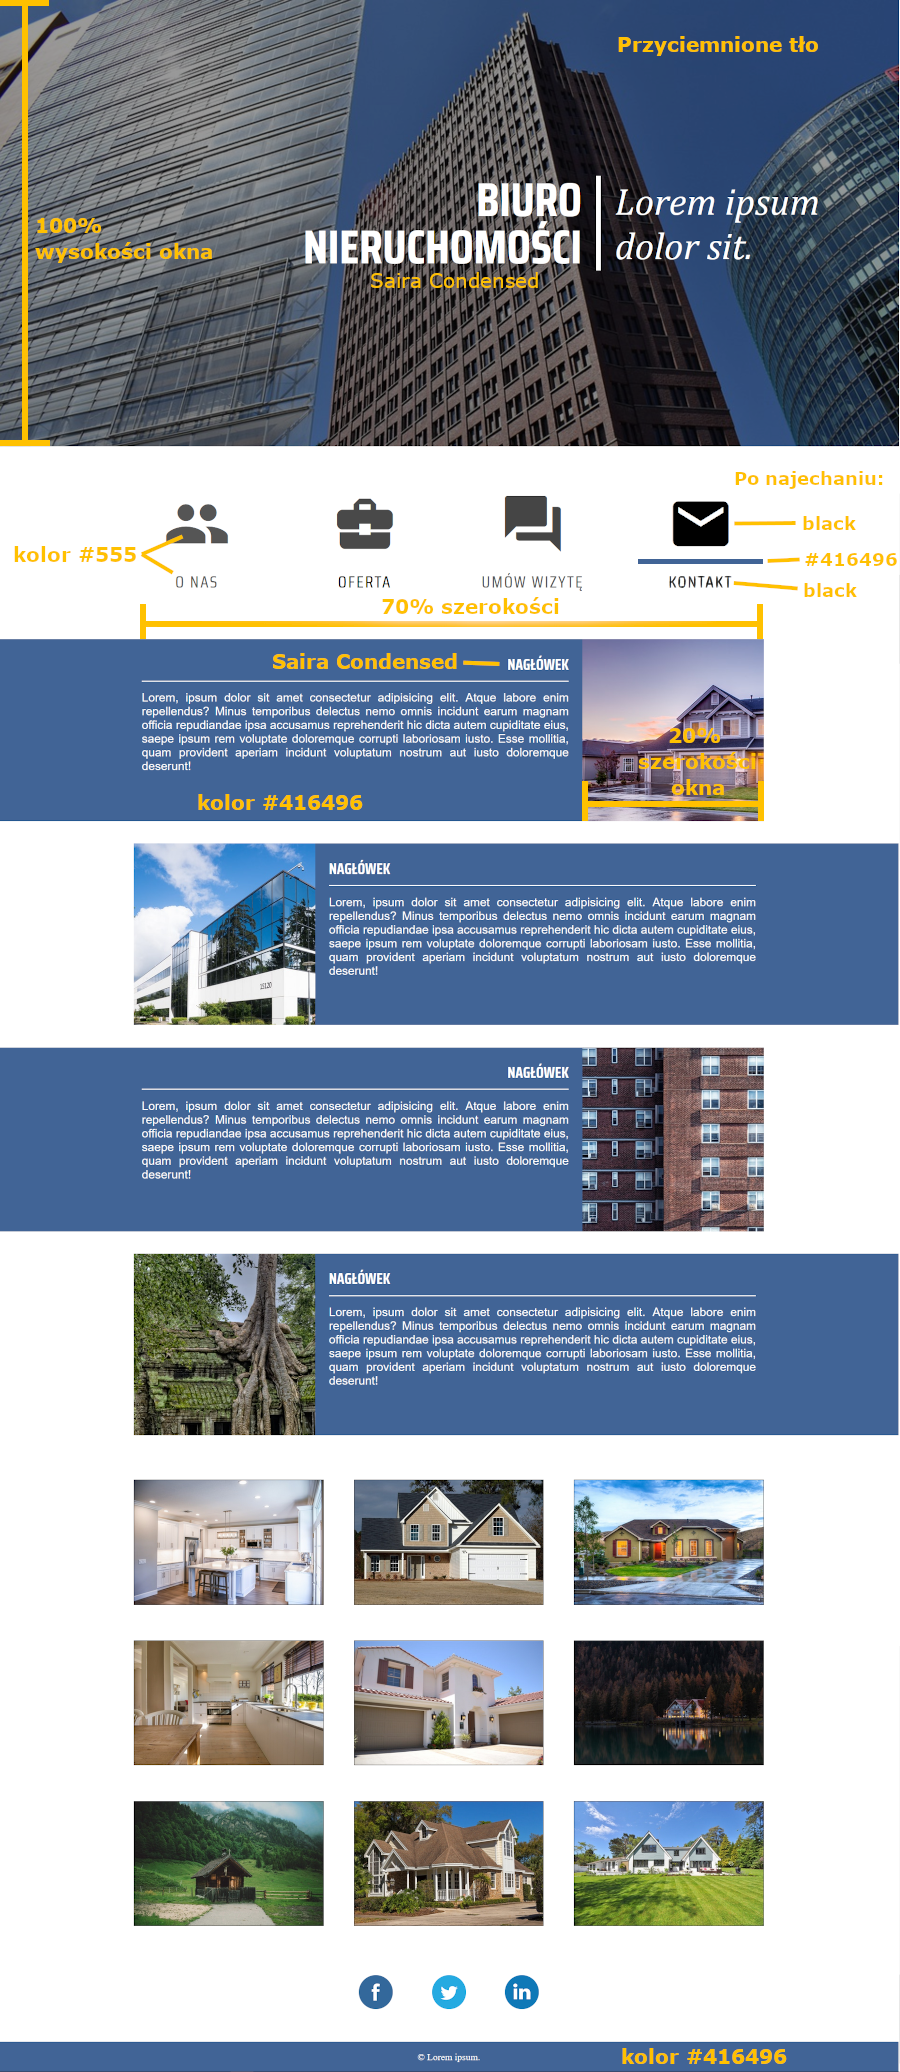 Przyciemnione tło
BIURO
NIERUCHOMOŚCI
Lorem ipsum
dolor sit.
100%
wysokości okna
Saira Condensed
Po najechaniu:
black
kolor #555
#416496
O NAS
OFERTA
UMÓW WIZYTĘ
KONTAKT
black
70% szerokości
Saira Condensed
NAGŁÓWEK
Lorem, ipsum dolor sit amet consectetur adipisicing elit. Atque labore enim
repellendus? Minus temporibus delectus nemo omnis incidunt earum magnam
officia repudiandae ipsa accusamus reprehenderit hic dicta autem cupiditate eius,
saepe ipsum rem voluptate doloremque corrupti laboriosam iusto. Esse mollitia,
quam provident aperiam incidunt voluptatum nostrum aut iusto doloremque
deserunt!
20%
szerokości
okna
kolor #416496
NAGŁÓWEK
Lorem, ipsum dolor sit amet consectetur adipisicing elit. Atque labore enim
repellendus? Minus temporibus delectus nemo omnis incidunt earum magnam
officia repudiandae ipsa accusamus reprehenderit hic dicta autem cupiditate eius,
saepe ipsum rem voluptate doloremque corrupti laboriosam iusto. Esse mollitia,
quam provident aperiam incidunt voluptatum nostrum aut iusto doloremque
deserunt!
15120
NAGŁÓWEK
Lorem, ipsum dolor sit amet consectetur adipisicing elit. Atque labore enim
repellendus? Minus temporibus delectus nemo omnis incidunt earum magnam
officia repudiandae ipsa accusamus reprehenderit hic dicta autem cupiditate eius,
saepe ipsum rem voluptate doloremque corrupti laboriosam iusto. Esse mollitia,
quam provident aperiam incidunt voluptatum nostrum aut iusto doloremque
deserunt!
NAGŁÓWEK
Lorem, ipsum dolor sit amet consectetur adipisicing elit. Atque labore enim
repellendus? Minus temporibus delectus nemo omnis incidunt earum magnam
officia repudiandae ipsa accusamus reprehenderit hic dicta autem cupiditate eius,
saepe ipsum rem voluptate doloremque corrupti laboriosam iusto. Esse mollitia,
quam provident aperiam incidunt voluptatum nostrum aut iusto doloremque
deserunt!
f
in
© Lorem ipsum.
kolor #416496